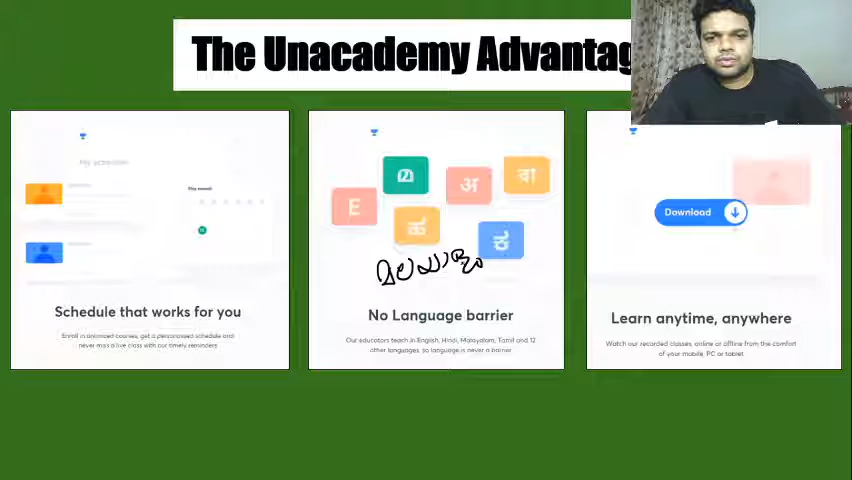 The Unacademy Advantag
My schedule
This week
E
മ
अ
বা
ಕ
മലയാളം
Schedule that works for you
Enroll in animated courses, get a personalised schedule and
never miss a live class with our timely reminders
No Language barrier
Our educators teach in English, Hindi, Malayalam, Tamil and 12
other languages, so language is never a barrier
Download
Learn anytime, anywhere
Watch our recorded classes, online or offline from the comfort
of your mobile, PC or tablet